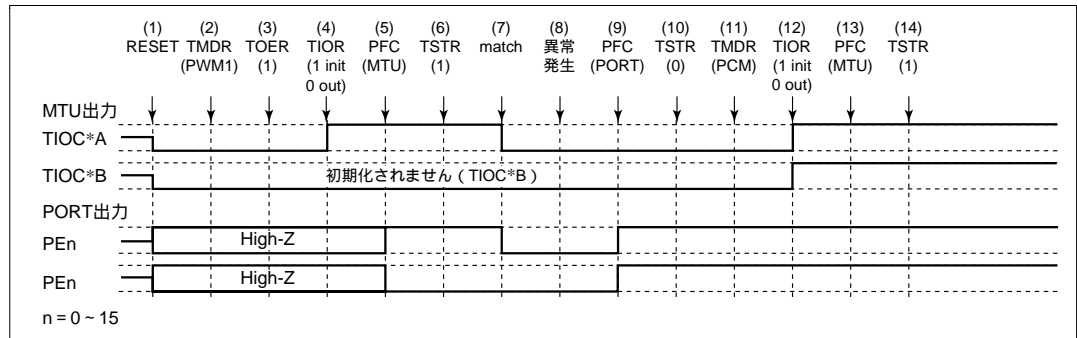 (1) (2) (3) (4) (5) (6) (7) (8) (9) (10) (11) (12) (13) (14)
RESET TMDR TOER TIOR PFC TSTR match 異常 PFC TSTR TMDR TIOR PFC TSTR
(PWM1) (1) (1 init (MTU) (1) 発生 (PORT) (0) (PCM) (1 init (MTU) (1)
0 out) 0 out)
MTU出力
TIOC*A
TIOC*B 初期化されません（TIOC*B）
PORT出力
PEn High-Z
PEn High-Z
n = 0 ~ 15